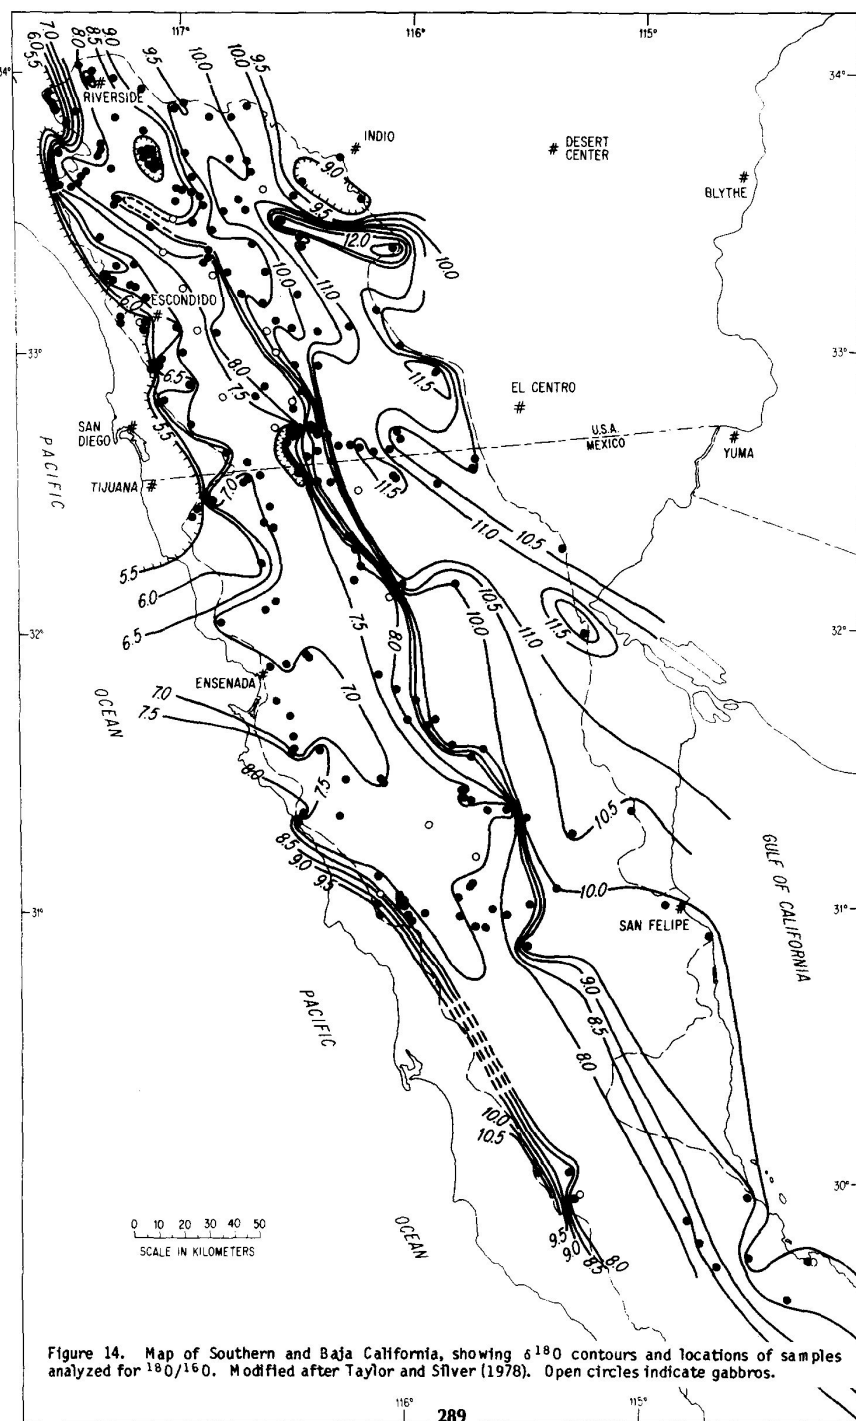 117°
116°
115°
7.0
6.0
5.5
8.0
8.5
9.0
9.5
10.0
10.0
9.5
34°
34°
RIVERSIDE
INDIO
DESERT
CENTER
BLYTHE
9.0
9.5
12.0
10.0
10.0
11.0
6.0
ESCONDIDO
33°
33°
8.0
7.5
6.5
11.5
EL CENTRO
SAN
DIEGO
5.5
U.S.A.
MEXICO
YUMA
PACIFIC
TIJUANA
7.0
11.5
11.0
10.5
5.5
6.0
6.5
7.5
8.0
10.5
10.0
11.0
11.5
32°
32°
ENSENADA
7.0
7.0
7.5
OCEAN
8.0
7.5
10.5
8.5
9.0
9.5
GULF OF CALIFORNIA
10.0
31°
31°
SAN FELIPE
PACIFIC
9.0
8.5
8.0
10.0
10.5
30°
30°
0 10 20 30 40 50
SCALE IN KILOMETERS
OCEAN
9.5
9.0
8.5
8.0
Figure 14. Map of Southern and Baja California, showing δ18O contours and locations of samples
analyzed for 18O/16O. Modified after Taylor and Silver (1978). Open circles indicate gabbros.
116°
115°
289